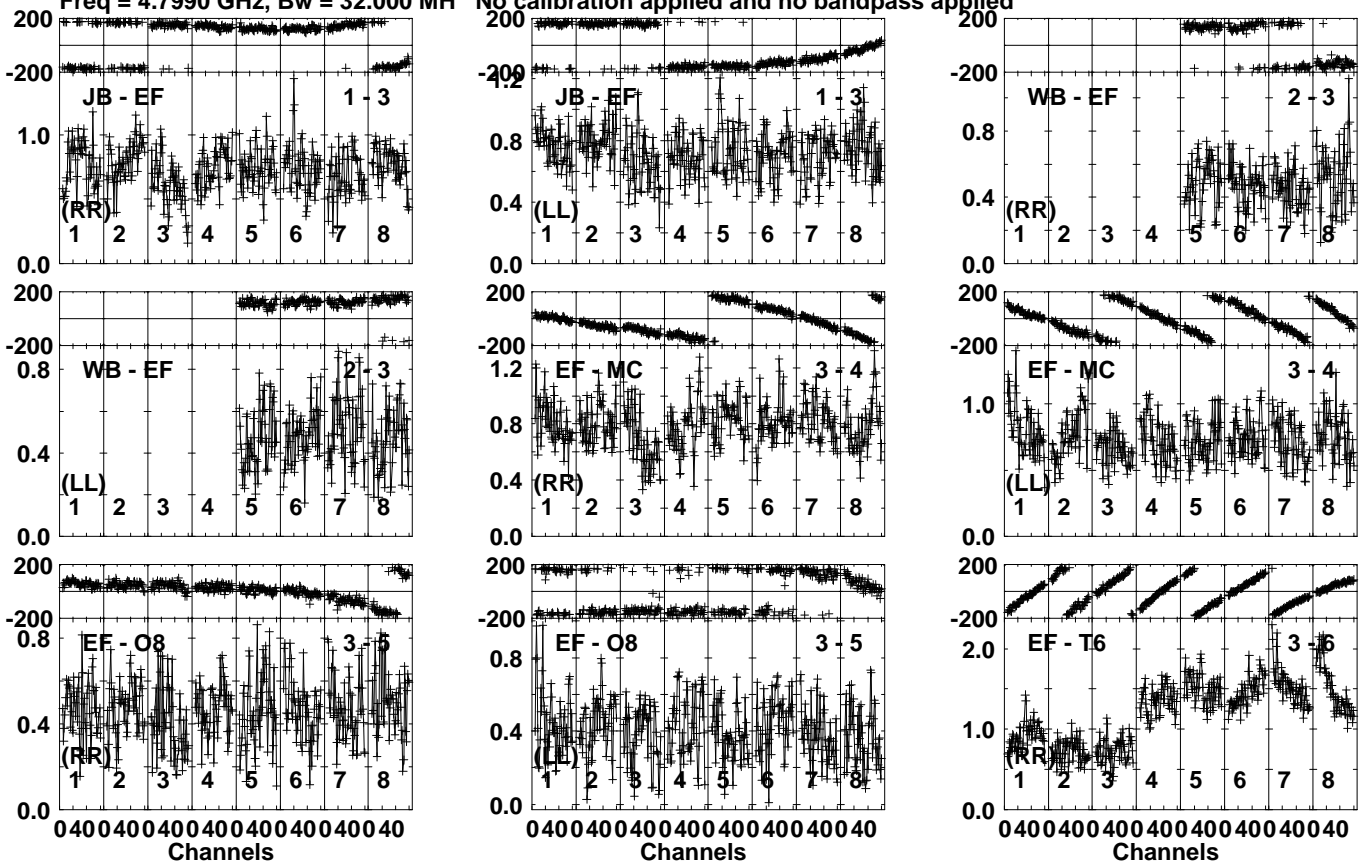 Freq = 4.7990 GHz, Bw = 32.000 MH No calibration applied and no bandpass applied
200
-200
JB - EF 1 - 3
1.0
(RR)
1 2 3 4 5 6 7 8
0.0
200
-200
1.2
JB - EF 1 - 3
0.8
0.4
(LL)
1 2 3 4 5 6 7 8
0.0
200
-200
WB - EF 2 - 3
0.8
0.4
(RR)
1 2 3 4 5 6 7 8
0.0
200
-200
0.8
WB - EF 2 - 3
0.4
(LL)
1 2 3 4 5 6 7 8
0.0
200
-200
1.2
EF - MC 3 - 4
0.8
0.4
(RR)
1 2 3 4 5 6 7 8
0.0
200
-200
EF - MC 3 - 4
1.0
(LL)
1 2 3 4 5 6 7 8
0.0
200
-200
0.8
EF - O8 3 - 5
0.4
(RR)
1 2 3 4 5 6 7 8
0.0
200
-200
EF - O8 3 - 5
0.8
0.4
(LL)
1 2 3 4 5 6 7 8
0.0
200
-200
EF - T6 3 - 6
2.0
1.0
(RR)
1 2 3 4 5 6 7 8
0.0
0 40 0 40 0 40 0 40 0 40 0 40 0 40 0 40
Channels
0 40 0 40 0 40 0 40 0 40 0 40 0 40 0 40
Channels
0 40 0 40 0 40 0 40 0 40 0 40 0 40 0 40
Channels